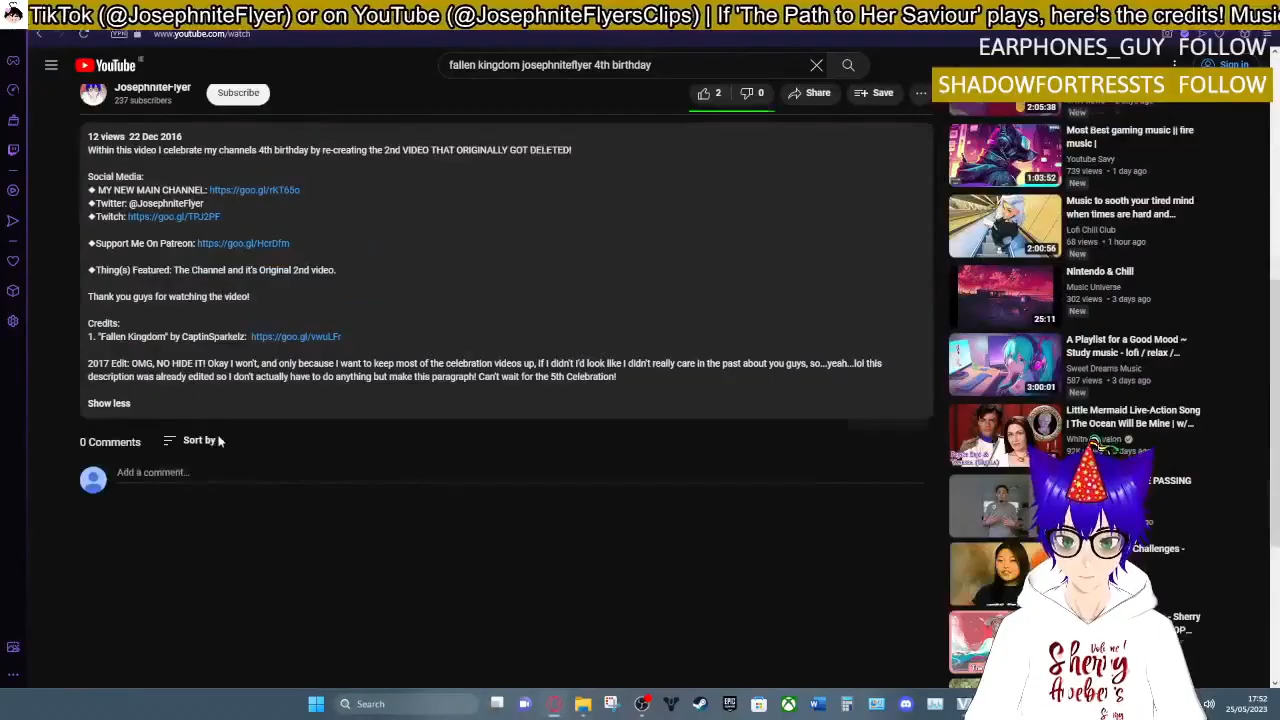 TikTok (@JosephniteFlyer) or on YouTube (@JosephniteFlyersClips) | If 'The Path to Her Saviour' plays, here's the credits! Musi
VPN
www.youtube.com/watch
EARPHONES_GUY FOLLOW
SHADOWFORTRESSTS FOLLOW
YouTube
IE
fallen kingdom josephniteflyer 4th birthday
Sign in
JosephniteFlyer
237 subscribers
Subscribe
2
0
Share
Save
12 views 22 Dec 2016
Within this video I celebrate my channels 4th birthday by re-creating the 2nd VIDEO THAT ORIGINALLY GOT DELETED!
Social Media:
◆ MY NEW MAIN CHANNEL: https://goo.gl/rKT65o
◆Twitter: @JosephniteFlyer
◆Twitch: https://goo.gl/TPJ2PF
◆Support Me On Patreon: https://goo.gl/HcrDfm
◆Thing(s) Featured: The Channel and it's Original 2nd video.
Thank you guys for watching the video!
Credits:
1. "Fallen Kingdom" by CaptinSparkelz: https://goo.gl/vwuLFr
2017 Edit: OMG, NO HIDE IT! Okay I won't, and only because I want to keep most of the celebration videos up, If I didn't I'd look like I didn't really care in the past about you guys, so...yeah...lol this
description was already edited so I don't actually have to do anything but make this paragraph! Can't wait for the 5th Celebration!
Show less
0 Comments
Sort by
Add a comment...
2:05:38
New
Most Best gaming music || fire
music |
Youtube Savy
739 views • 1 day ago
New
1:03:52
Music to sooth your tired mind
when times are hard and...
Lofi Chill Club
68 views • 1 hour ago
New
2:00:56
Nintendo & Chill
Music Universe
302 views • 3 days ago
New
25:11
A Playlist for a Good Mood ~
Study music - lofi / relax /...
Sweet Dreams Music
587 views • 3 days ago
New
3:00:01
Little Mermaid Live-Action Song
| The Ocean Will Be Mine | w/...
92K
days ago
E PASSING
Challenges -
- Sherry
Sherry
Search
17:52
25/05/2023